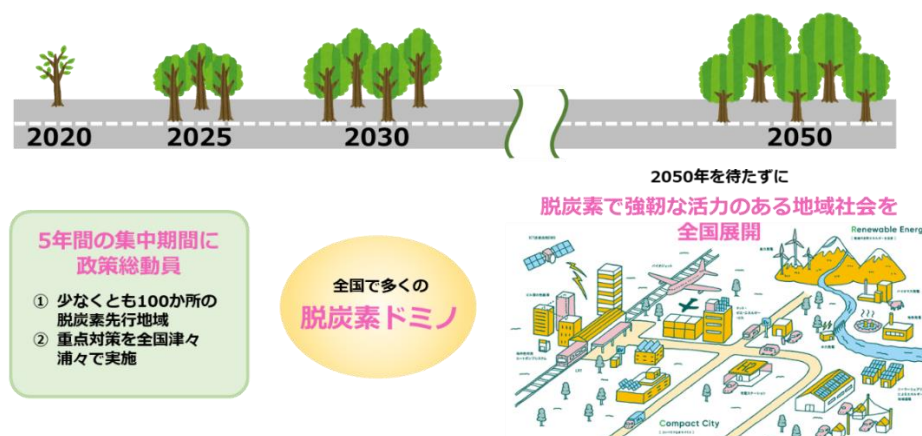 2020
2025
2030
2050
2050年を待たずに
脱炭素で強靭な活力のある地域社会を
全国展開
5年間の集中期間に
政策総動員
① 少なくとも100か所の
脱炭素先行地域
② 重点対策を全国津々
浦々で実施
全国で多くの
脱炭素ドミノ
Renewable Energy
Compact City